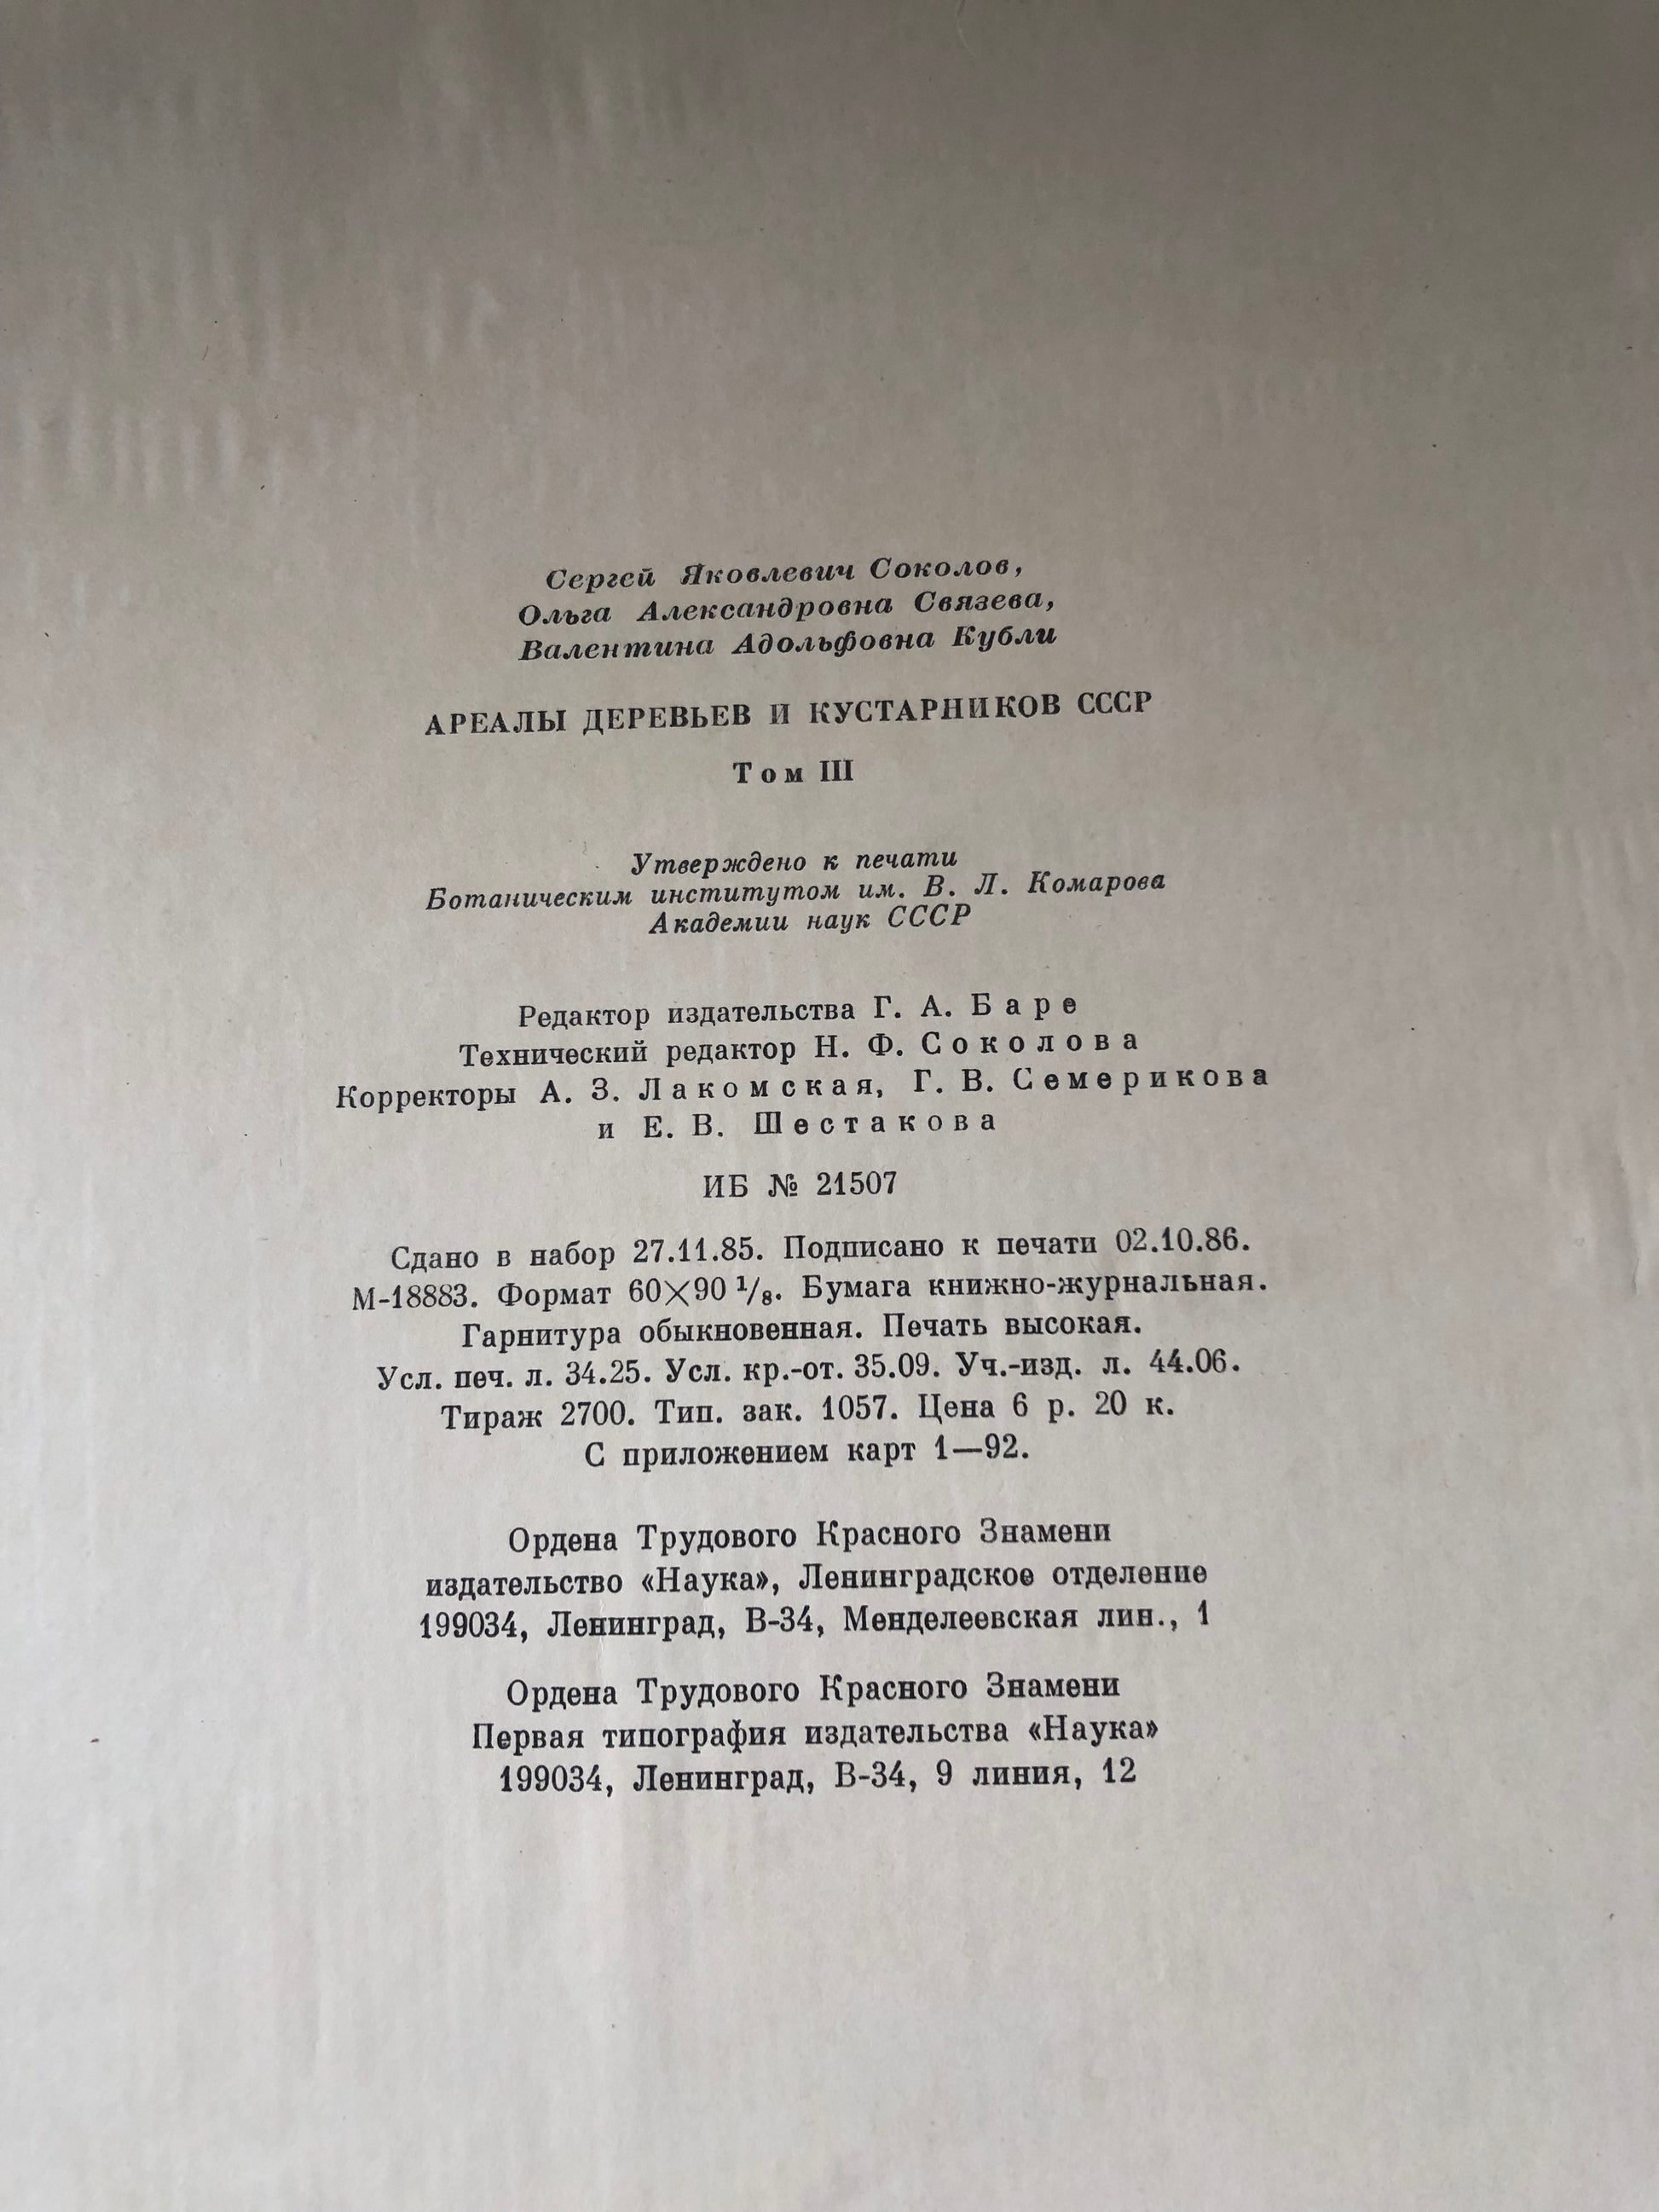 Сергей Яковлевич Соколов,
Ольга Александровна Связева,
Валентина Адольфовна Кубли
АРЕАЛЫ ДЕРЕВЬЕВ И КУСТАРНИКОВ СССР
Том III
Утверждено к печати
Ботаническим институтом им. В. Л. Комарова
Академии наук СССР
Редактор издательства Г. А. Баре
Технический редактор Н. Ф. Соколова
Корректоры А. З. Лакомская, Г. В. Семерикова
и Е. В. Шестакова
ИБ № 21507
Сдано в набор 27.11.85. Подписано к печати 02.10.86.
М-18883. Формат 60×90 1/8. Бумага книжно-журнальная.
Гарнитура обыкновенная. Печать высокая.
Усл. печ. л. 34.25. Усл. кр.-от. 35.09. Уч.-изд. л. 44.06.
Тираж 2700. Тип. зак. 1057. Цена 6 р. 20 к.
С приложением карт 1—92.
Ордена Трудового Красного Знамени
издательство «Наука», Ленинградское отделение
199034, Ленинград, В-34, Менделеевская лин., 1
Ордена Трудового Красного Знамени
Первая типография издательства «Наука»
199034, Ленинград, В-34, 9 линия, 12